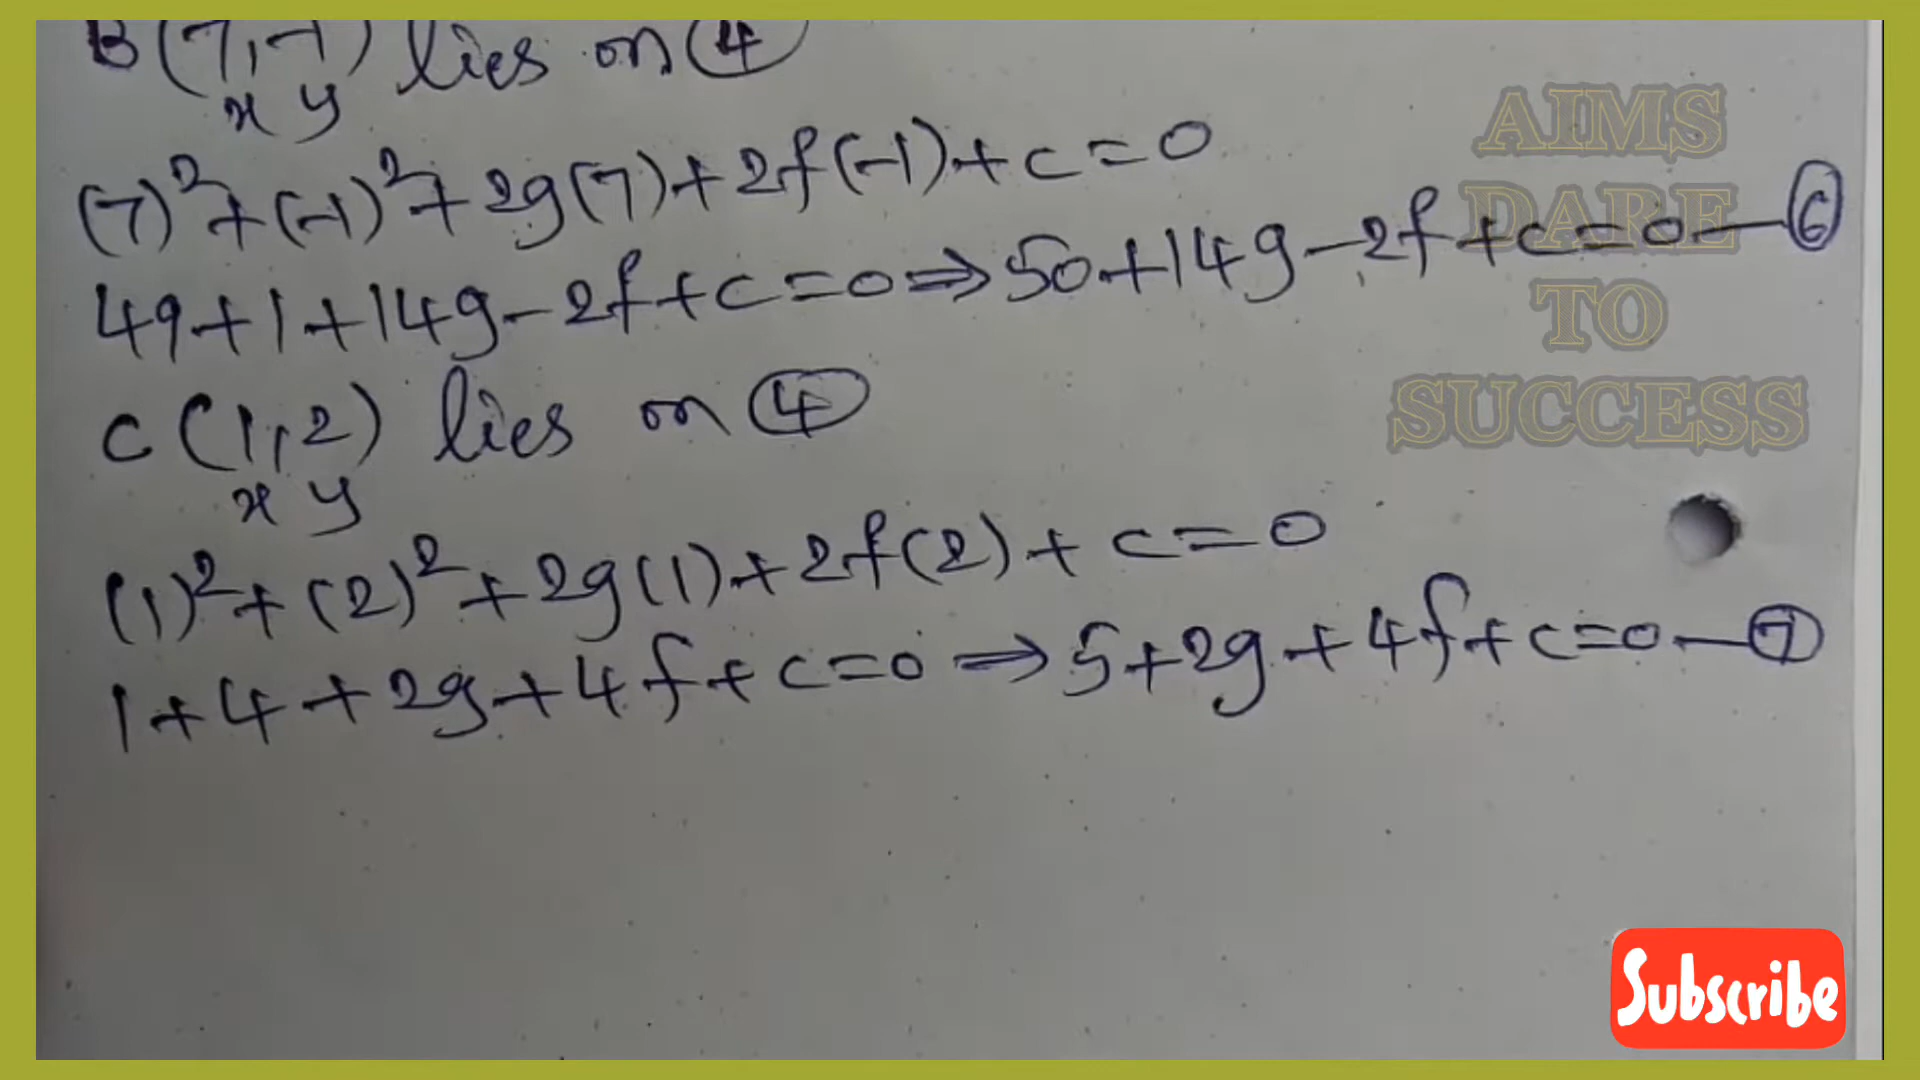 B(7,-1) lies on ④
x y
(7)²+(-1)²+2g(7)+2f(-1)+c=0
49+1+14g-2f+c=0⇒50+14g-2f+c=0—⑥
C(1,2) lies on ④
x y
(1)²+(2)²+2g(1)+2f(2)+c=0
1+4+2g+4f+c=0⇒5+2g+4f+c=0—⑦
AIMS
DARE
TO
SUCCESS
Subscribe